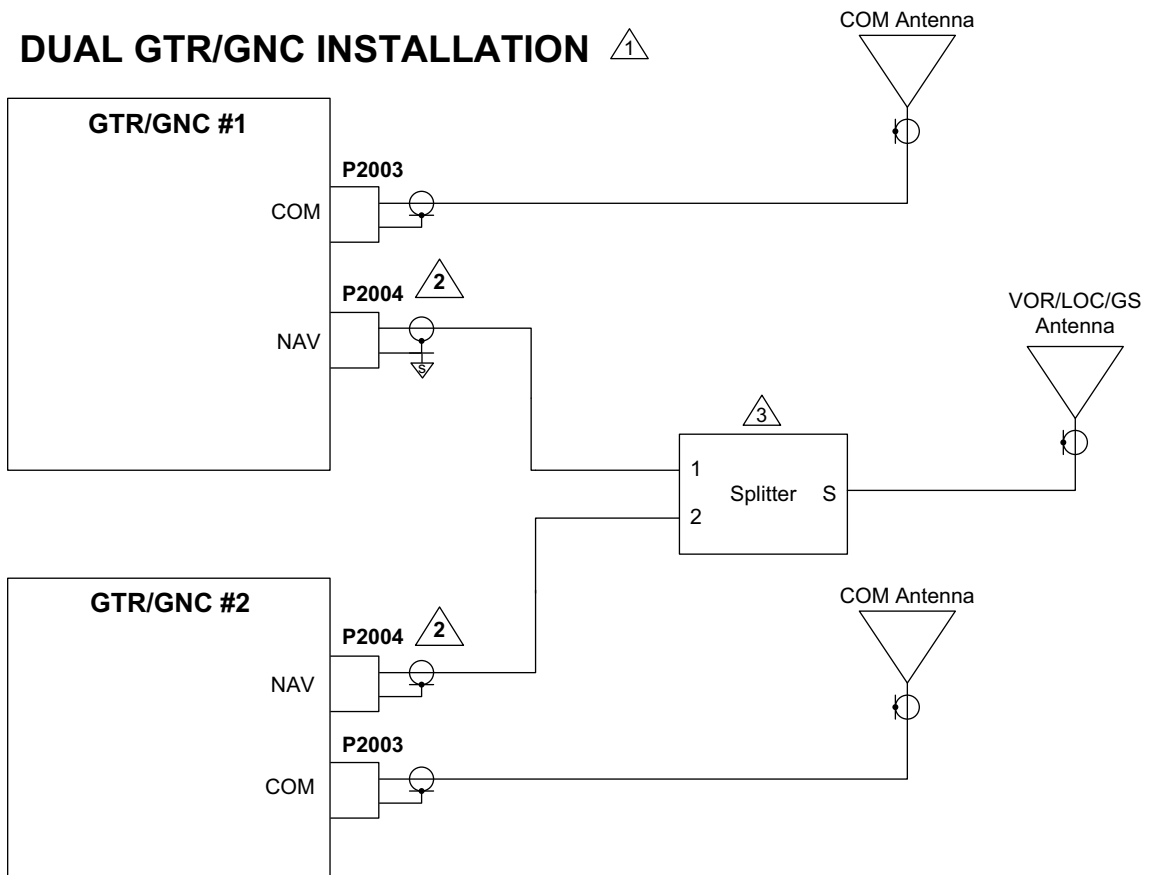 COM Antenna
DUAL GTR/GNC INSTALLATION 1
GTR/GNC #1
P2003
COM
P2004 2
NAV
VOR/LOC/GS
Antenna
3
1
Splitter S
2
GTR/GNC #2
COM Antenna
P2004 2
NAV
P2003
COM
s